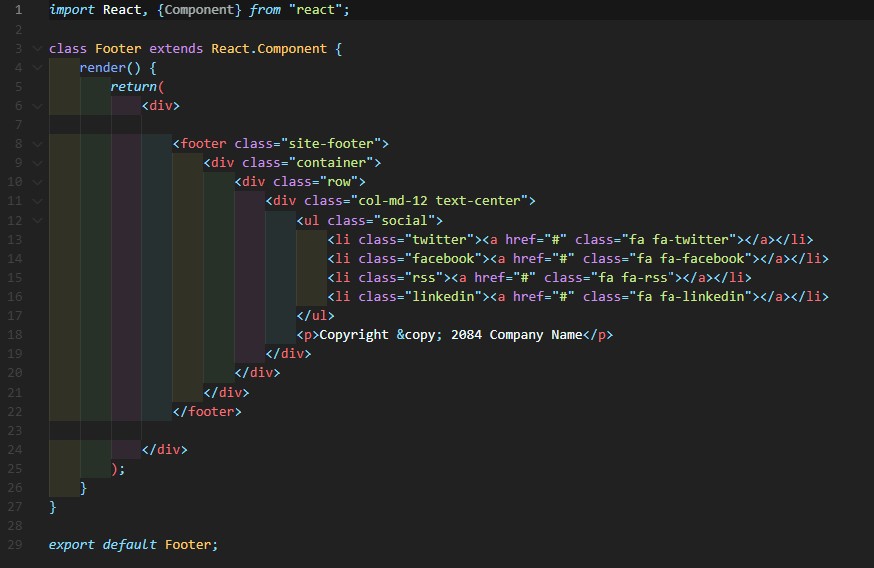 1 import React, {Component} from "react";
2
3 class Footer extends React.Component {
4     render() {
5         return(
6             <div>
7
8                 <footer class="site-footer">
9                     <div class="container">
10                         <div class="row">
11                             <div class="col-md-12 text-center">
12                                 <ul class="social">
13                                     <li class="twitter"><a href="#" class="fa fa-twitter"></a></li>
14                                     <li class="facebook"><a href="#" class="fa fa-facebook"></a></li>
15                                     <li class="rss"><a href="#" class="fa fa-rss"></a></li>
16                                     <li class="linkedin"><a href="#" class="fa fa-linkedin"></a></li>
17                                 </ul>
18                                 <p>Copyright &copy; 2084 Company Name</p>
19                             </div>
20                         </div>
21                     </div>
22                 </footer>
23
24             </div>
25         );
26     }
27 }
28
29 export default Footer;